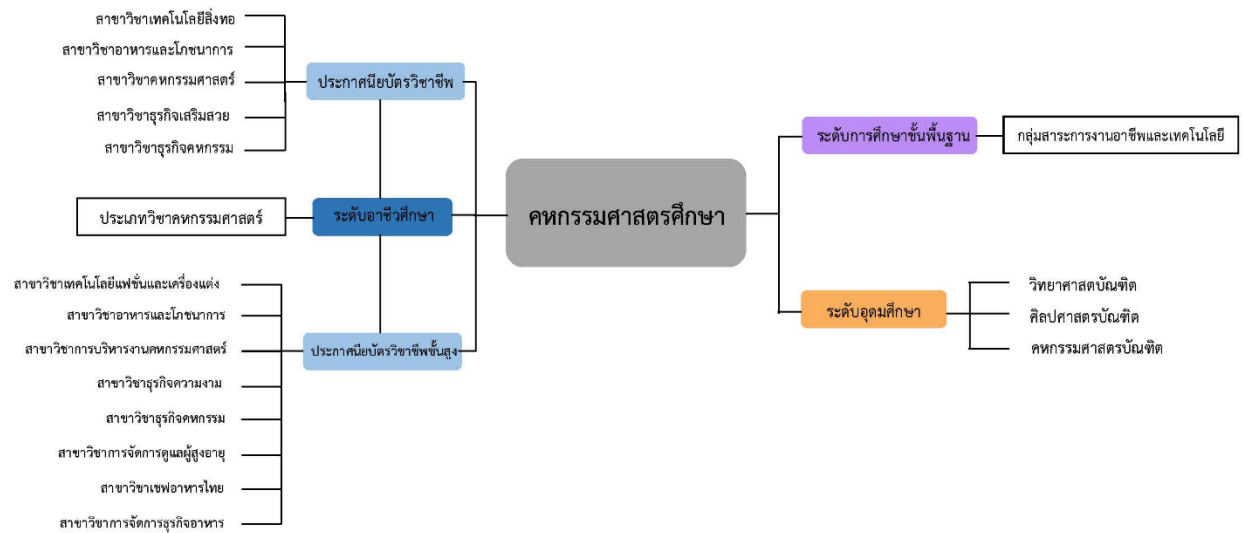 สาขาวิชาเทคโนโลยีสิ่งทอ
สาขาวิชาอาหารและโภชนาการ
สาขาวิชาคหกรรมศาสตร์
สาขาวิชาธุรกิจเสริมสวย
สาขาวิชาธุรกิจคหกรรม
ประกาศนียบัตรวิชาชีพ
ประเภทวิชาคหกรรมศาสตร์
ระดับอาชีวศึกษา
สาขาวิชาเทคโนโลยีแฟชั่นและเครื่องแต่ง
สาขาวิชาอาหารและโภชนาการ
สาขาวิชาการบริหารงานคหกรรมศาสตร์
สาขาวิชาธุรกิจความงาม
สาขาวิชาธุรกิจคหกรรม
สาขาวิชาการจัดการดูแลผู้สูงอายุ
สาขาวิชาเชฟอาหารไทย
สาขาวิชาการจัดการธุรกิจอาหาร
ประกาศนียบัตรวิชาชีพชั้นสูง
คหกรรมศาสตรศึกษา
ระดับการศึกษาขั้นพื้นฐาน
กลุ่มสาระการงานอาชีพและเทคโนโลยี
ระดับอุดมศึกษา
วิทยาศาสตบัณฑิต
ศิลปศาสตรบัณฑิต
คหกรรมศาสตรบัณฑิต